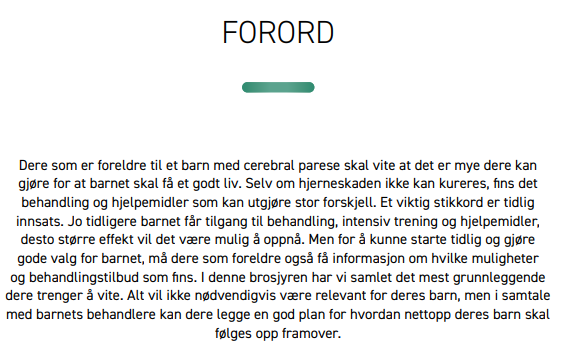 FORORD
Dere som er foreldre til et barn med cerebral parese skal vite at det er mye dere kan
gjøre for at barnet skal få et godt liv. Selv om hjerneskaden ikke kan kureres, fins det
behandling og hjelpemidler som kan utgjøre stor forskjell. Et viktig stikkord er tidlig
innsats. Jo tidligere barnet får tilgang til behandling, intensiv trening og hjelpemidler,
desto større effekt vil det være mulig å oppnå. Men for å kunne starte tidlig og gjøre
gode valg for barnet, må dere som foreldre også få informasjon om hvilke muligheter
og behandlingstilbud som fins. I denne brosjyren har vi samlet det mest grunnleggende
dere trenger å vite. Alt vil ikke nødvendigvis være relevant for deres barn, men i samtale
med barnets behandlere kan dere legge en god plan for hvordan nettopp deres barn skal
følges opp framover.